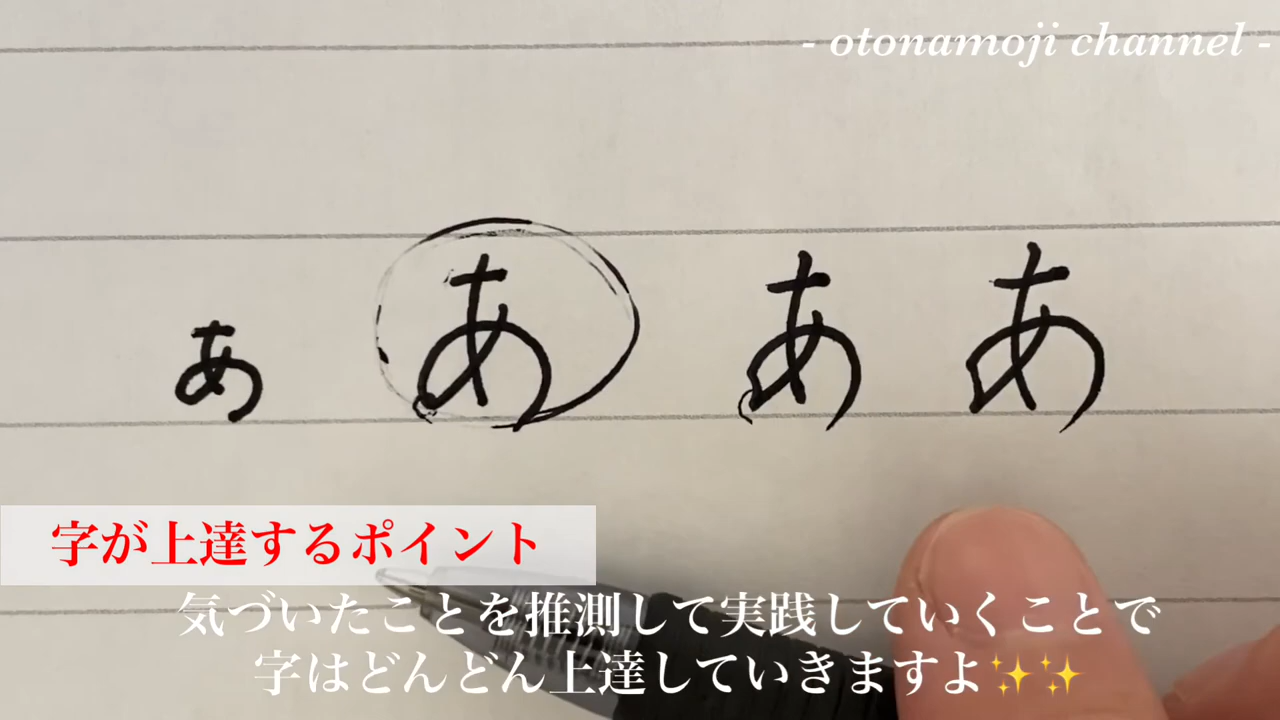 - otonamoji channel -
あ あ あ あ
字が上達するポイント
気づいたことを推測して実践していくことで
字はどんどん上達していきますよ✨✨